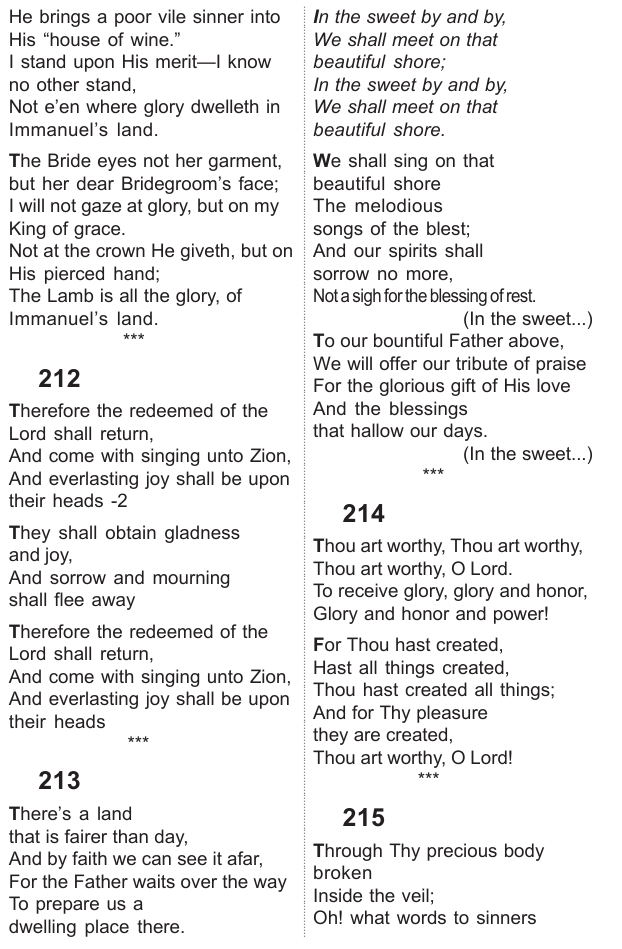 He brings a poor vile sinner into
His “house of wine.”
I stand upon His merit—I know
no other stand,
Not e’en where glory dwelleth in
Immanuel’s land.
The Bride eyes not her garment,
but her dear Bridegroom’s face;
I will not gaze at glory, but on my
King of grace.
Not at the crown He giveth, but on
His pierced hand;
The Lamb is all the glory, of
Immanuel’s land.
***
212
Therefore the redeemed of the
Lord shall return,
And come with singing unto Zion,
And everlasting joy shall be upon
their heads -2
They shall obtain gladness
and joy,
And sorrow and mourning
shall flee away
Therefore the redeemed of the
Lord shall return,
And come with singing unto Zion,
And everlasting joy shall be upon
their heads
***
213
There’s a land
that is fairer than day,
And by faith we can see it afar,
For the Father waits over the way
To prepare us a
dwelling place there.
In the sweet by and by,
We shall meet on that
beautiful shore;
In the sweet by and by,
We shall meet on that
beautiful shore.
We shall sing on that
beautiful shore
The melodious
songs of the blest;
And our spirits shall
sorrow no more,
Not a sigh for the blessing of rest.
(In the sweet...)
To our bountiful Father above,
We will offer our tribute of praise
For the glorious gift of His love
And the blessings
that hallow our days.
(In the sweet...)
***
214
Thou art worthy, Thou art worthy,
Thou art worthy, O Lord.
To receive glory, glory and honor,
Glory and honor and power!
For Thou hast created,
Hast all things created,
Thou hast created all things;
And for Thy pleasure
they are created,
Thou art worthy, O Lord!
***
215
Through Thy precious body
broken
Inside the veil;
Oh! what words to sinners